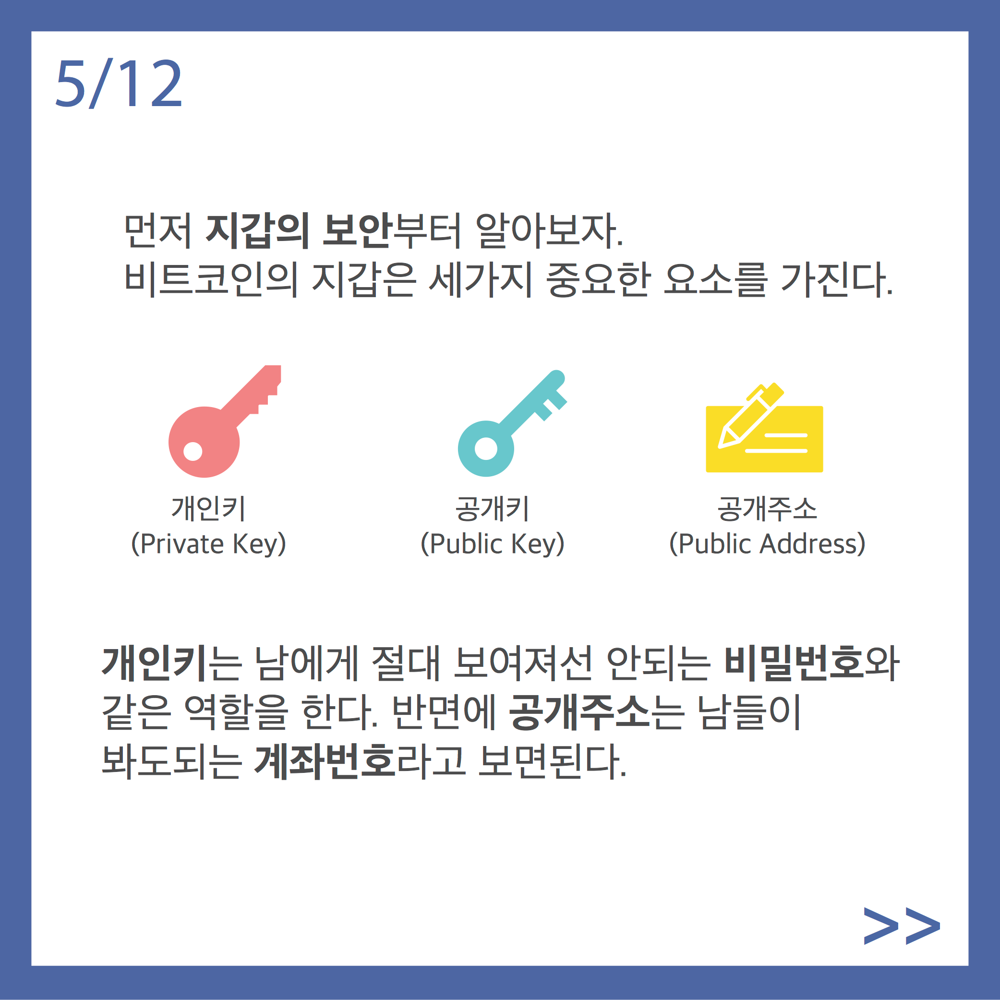 5/12
먼저 지갑의 보안부터 알아보자.
비트코인의 지갑은 세가지 중요한 요소를 가진다.
개인키
(Private Key)
공개키
(Public Key)
공개주소
(Public Address)
개인키는 남에게 절대 보여져선 안되는 비밀번호와
같은 역할을 한다. 반면에 공개주소는 남들이
봐도되는 계좌번호라고 보면된다.
>>